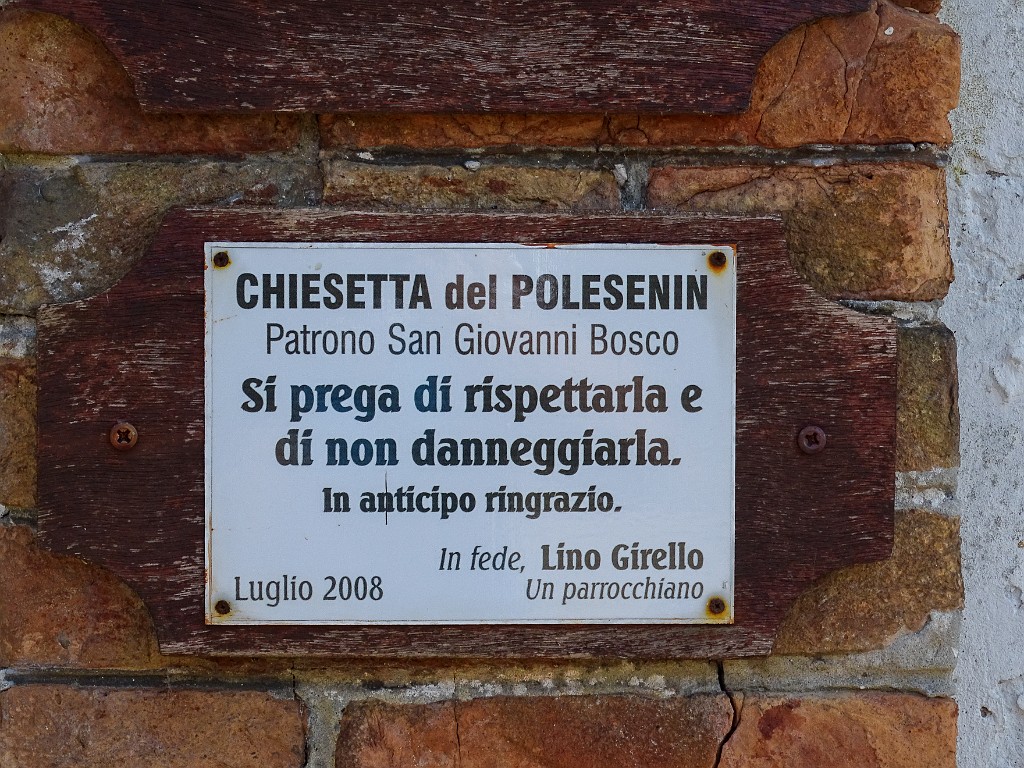 CHIESETTA del POLESENIN
Patrono San Giovanni Bosco
Si prega di rispettarla e
di non danneggiarla.
In anticipo ringrazio.
In fede, Lino Girello
Luglio 2008 Un parrocchiano